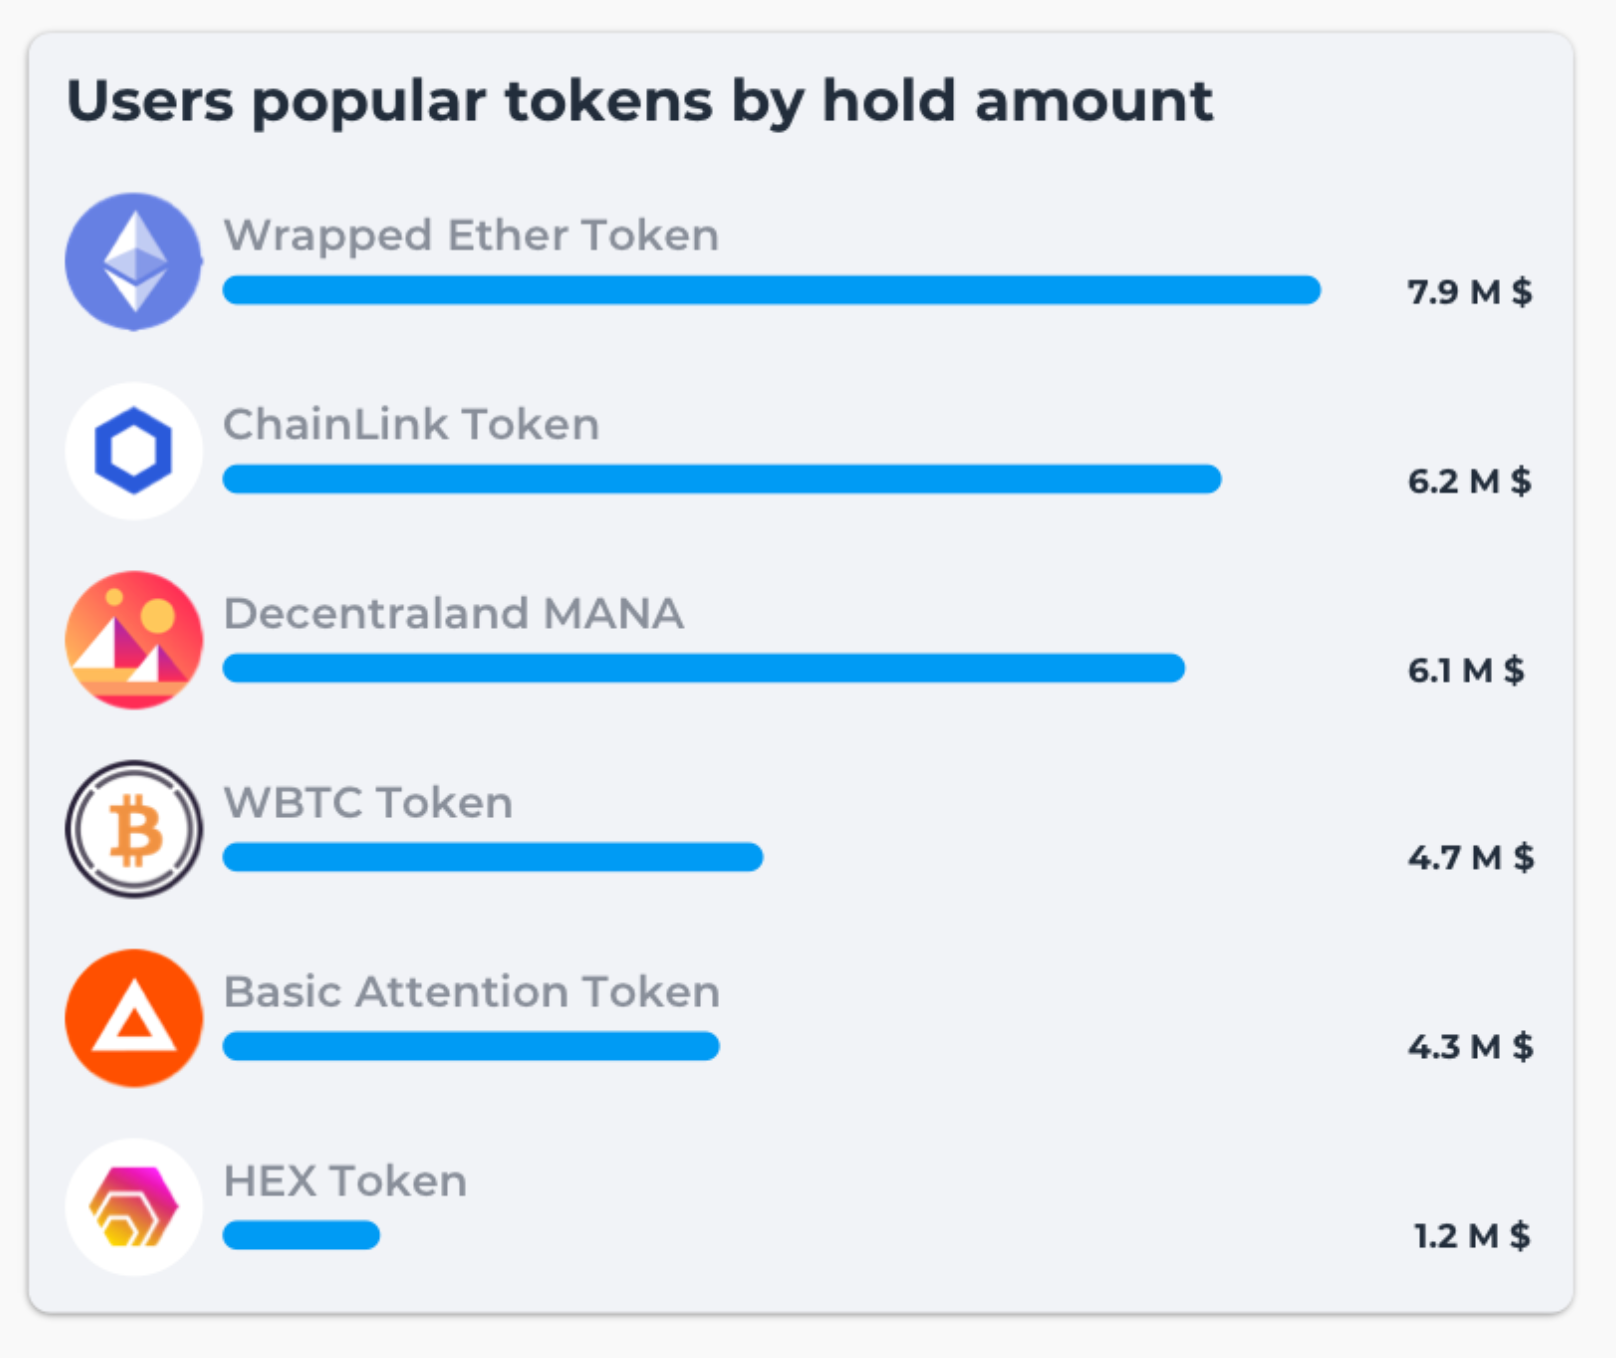 Users popular tokens by hold amount
Wrapped Ether Token
7.9 M $
ChainLink Token
6.2 M $
Decentraland MANA
6.1 M $
WBTC Token
4.7 M $
Basic Attention Token
4.3 M $
HEX Token
1.2 M $